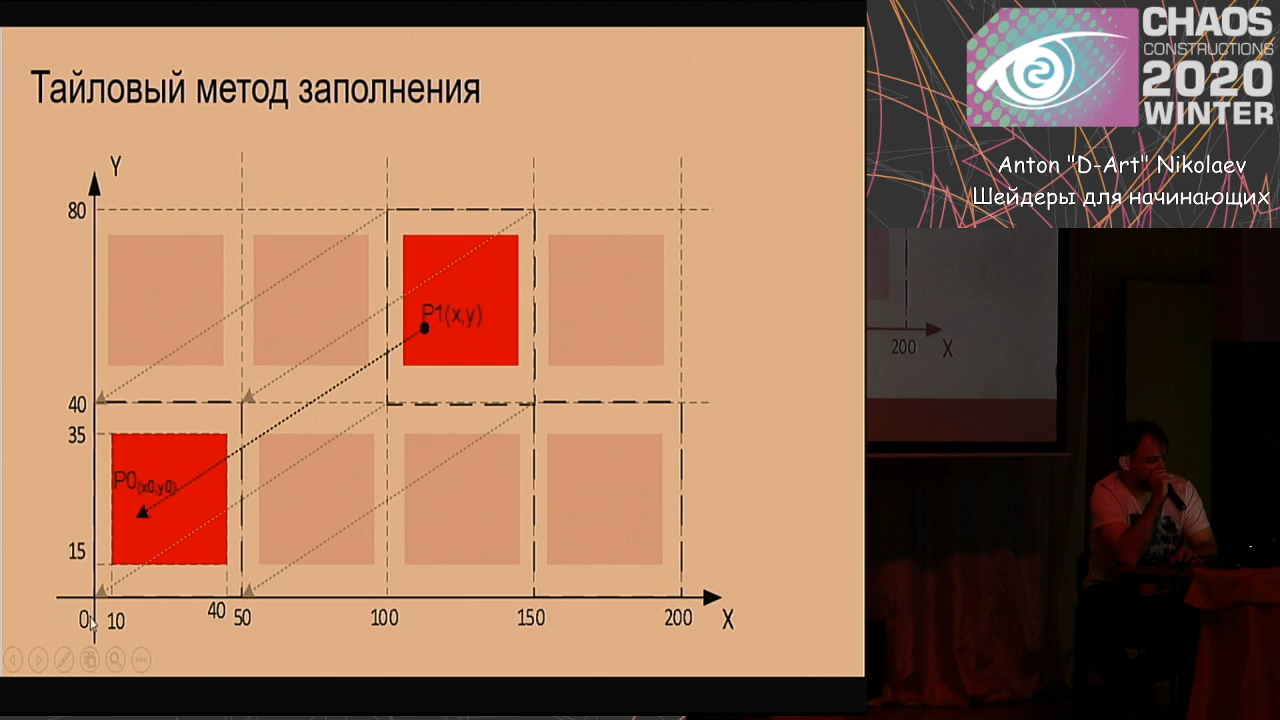 Тайловый метод заполнения
Y
80
P1(x,y)
40
35
P0(x0,y0)
15
0
10
40
50
100
150
200
X
CHAOS
CONSTRUCTIONS
2020
WINTER
Anton "D-Art" Nikolaev
Шейдеры для начинающих
200
X